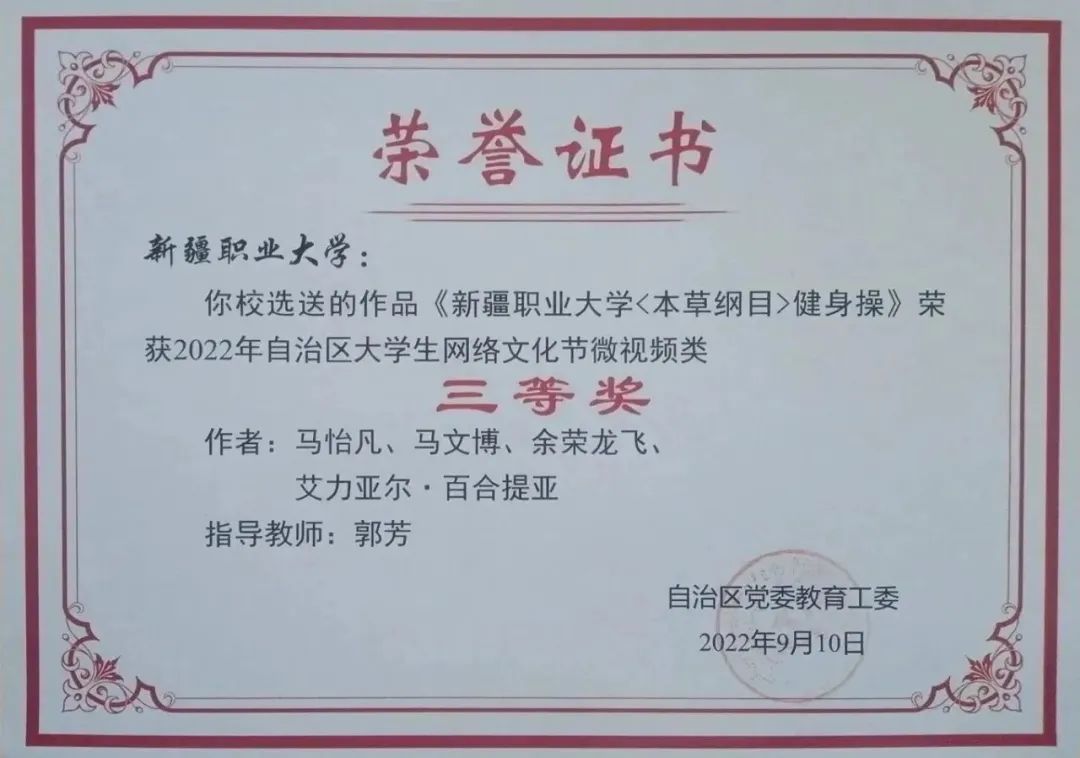 荣誉证书
新疆职业大学：
你校选送的作品《新疆职业大学<本草纲目>健身操》荣
获2022年自治区大学生网络文化节微视频类
三等奖
作者：马怡凡、马文博、余荣龙飞、
艾力亚尔·百合提亚
指导教师：郭芳
自治区党委教育工委
2022年9月10日